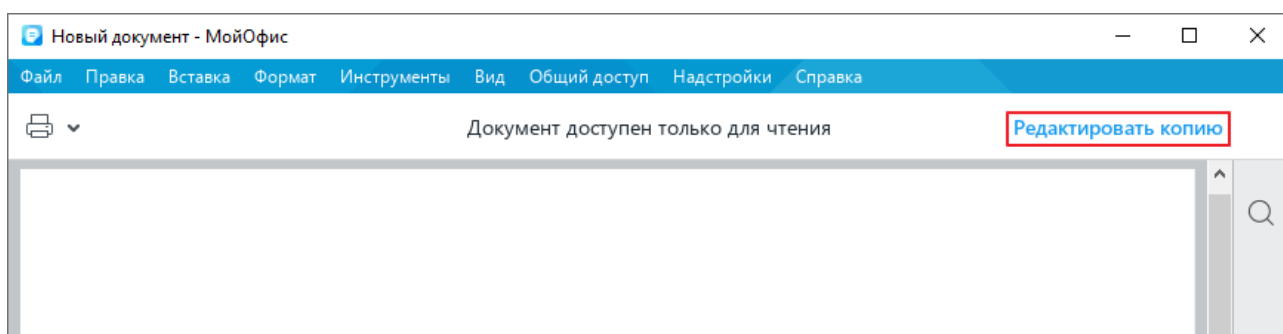 Новый документ - МойОфис
Файл Правка Вставка Формат Инструменты Вид Общий доступ Надстройки Справка
Документ доступен только для чтения Редактировать копию